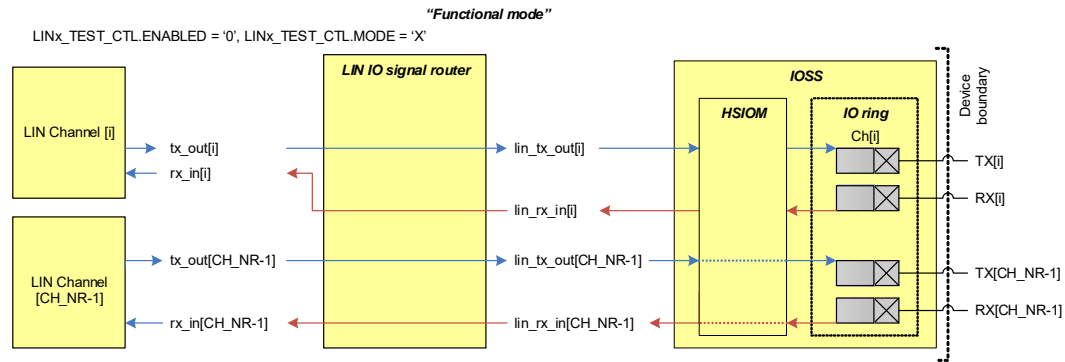 “Functional mode”
LINx_TEST_CTL.ENABLED = ‘0’, LINx_TEST_CTL.MODE = ‘X’
LIN IO signal router
IOSS
HSIOM
IO ring
Ch[i]
Device
boundary
LIN Channel [i]
tx_out[i]
lin_tx_out[i]
TX[i]
rx_in[i]
RX[i]
lin_rx_in[i]
LIN Channel
[CH_NR-1]
tx_out[CH_NR-1]
lin_tx_out[CH_NR-1]
TX[CH_NR-1]
RX[CH_NR-1]
rx_in[CH_NR-1]
lin_rx_in[CH_NR-1]